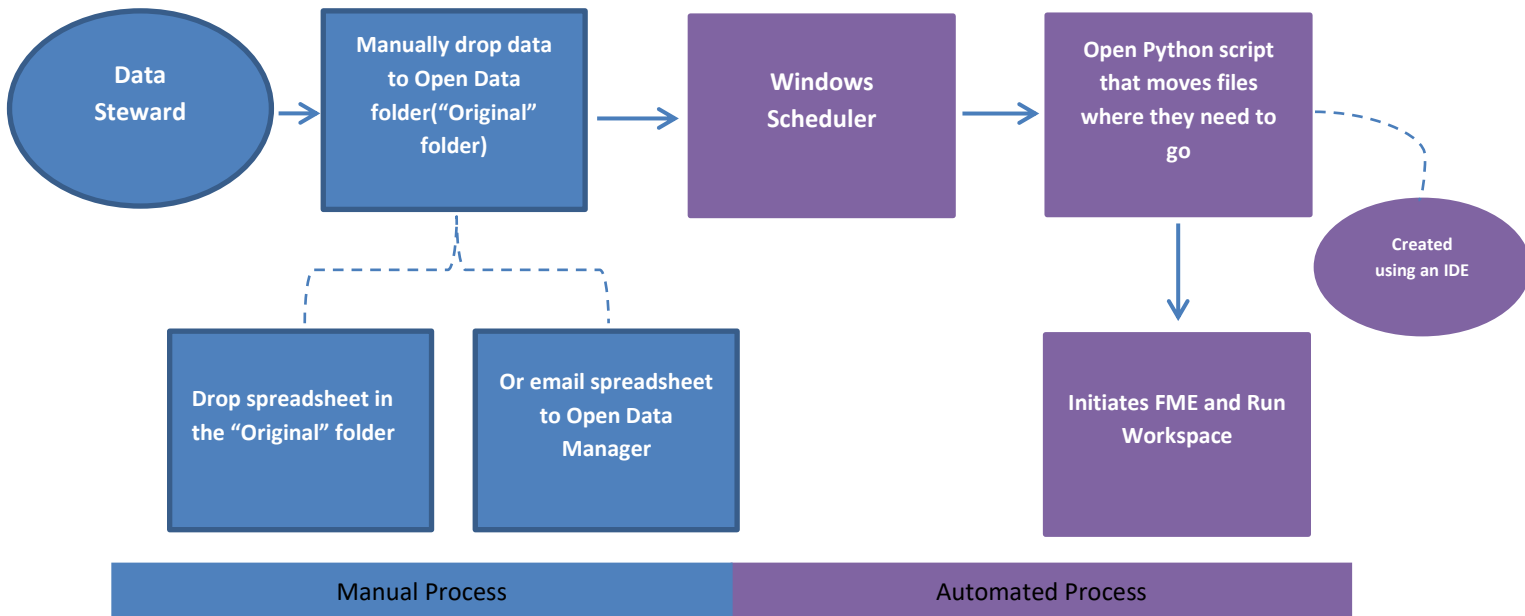 Data
Steward
Manually drop data
to Open Data
folder(“Original”
folder)
Windows
Scheduler
Open Python script
that moves files
where they need to
go
Created
using an IDE
Drop spreadsheet in
the “Original” folder
Or email spreadsheet
to Open Data
Manager
Initiates FME and Run
Workspace
Manual Process
Automated Process